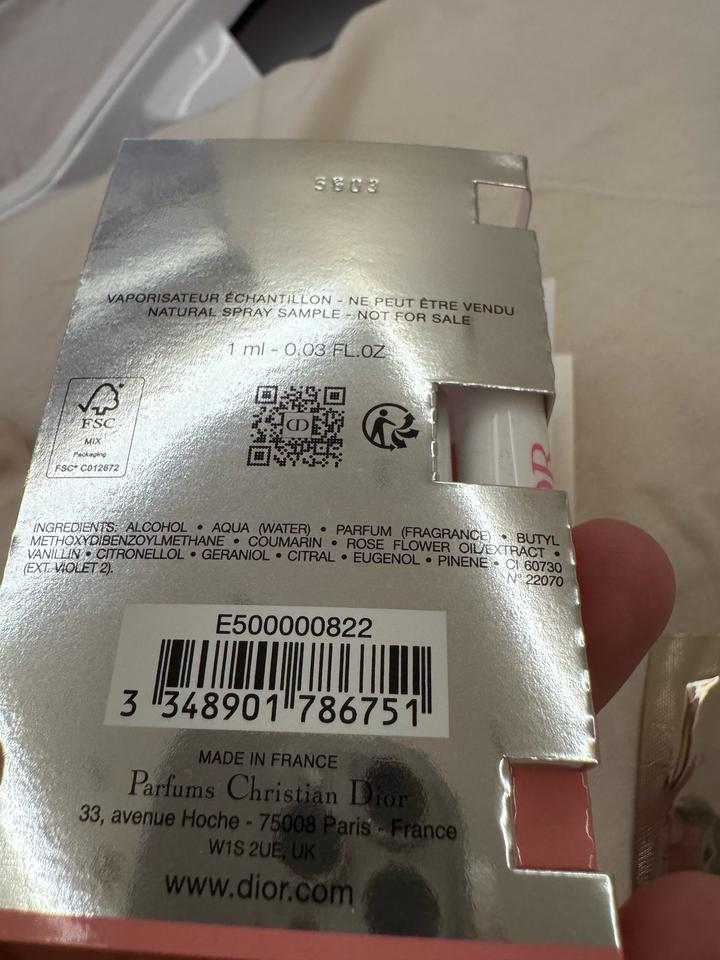 VAPORISATEUR ÉCHANTILLON - NE PEUT ÊTRE VENDU
NATURAL SPRAY SAMPLE - NOT FOR SALE
1 ml - 0.03 FL.OZ
FSC
MIX
Packaging
FSC® C012672
CD
OR
INGREDIENTS: ALCOHOL • AQUA (WATER) • PARFUM (FRAGRANCE) • BUTYL
METHOXYDIBENZOYLMETHANE • COUMARIN • ROSE FLOWER OIL/EXTRACT •
VANILLIN • CITRONELLOL • GERANIOL • CITRAL • EUGENOL • PINENE • CI 60730
(EXT. VIOLET 2).
N° 22070
E500000822
3 348901 786751
MADE IN FRANCE
Parfums Christian Dior
33, avenue Hoche - 75008 Paris - France
W1S 2UE, UK
www.dior.com